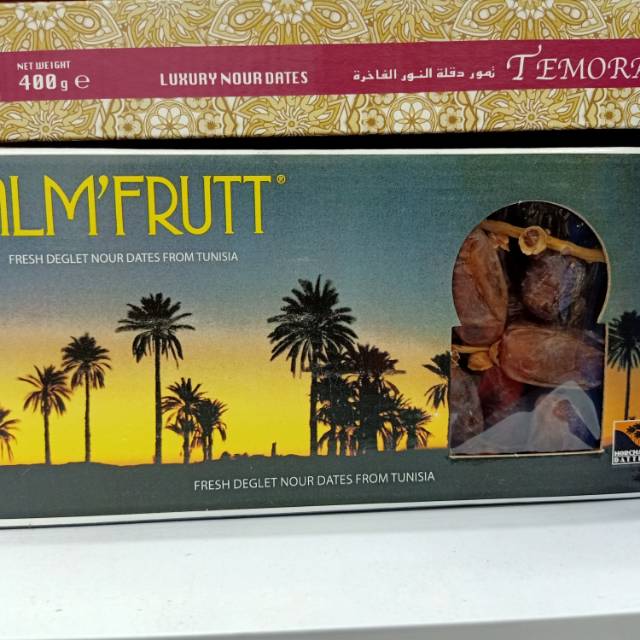 NET WEIGHT
400g e
LUXURY NOUR DATES
تمور دقلة النور الفاخرة
TEMORA
ALM'FRUTT®
FRESH DEGLET NOUR DATES FROM TUNISIA
FRESH DEGLET NOUR DATES FROM TUNISIA